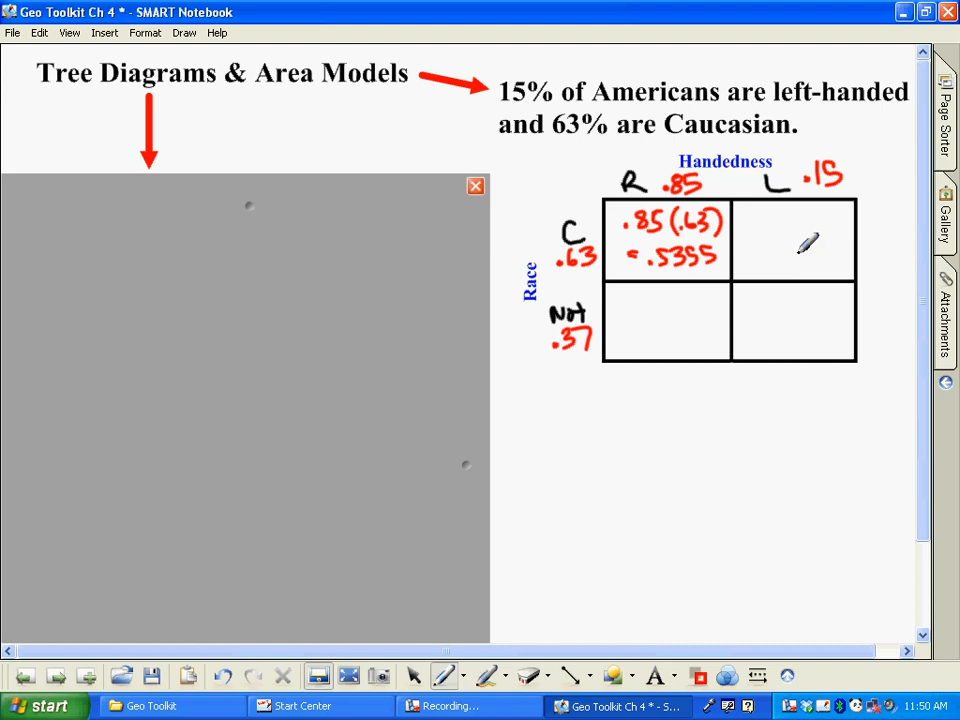 Geo Toolkit Ch 4 * - SMART Notebook
File Edit View Insert Format Draw Help
Tree Diagrams & Area Models
15% of Americans are left-handed
and 63% are Caucasian.
Handedness
R .85 L .15
C
.63
.85(.63)
= .5355
Race
Not
.37
Page Sorter
Gallery
Attachments
start
Geo Toolkit
Start Center
Recording...
Geo Toolkit Ch 4 * - S...
11:50 AM